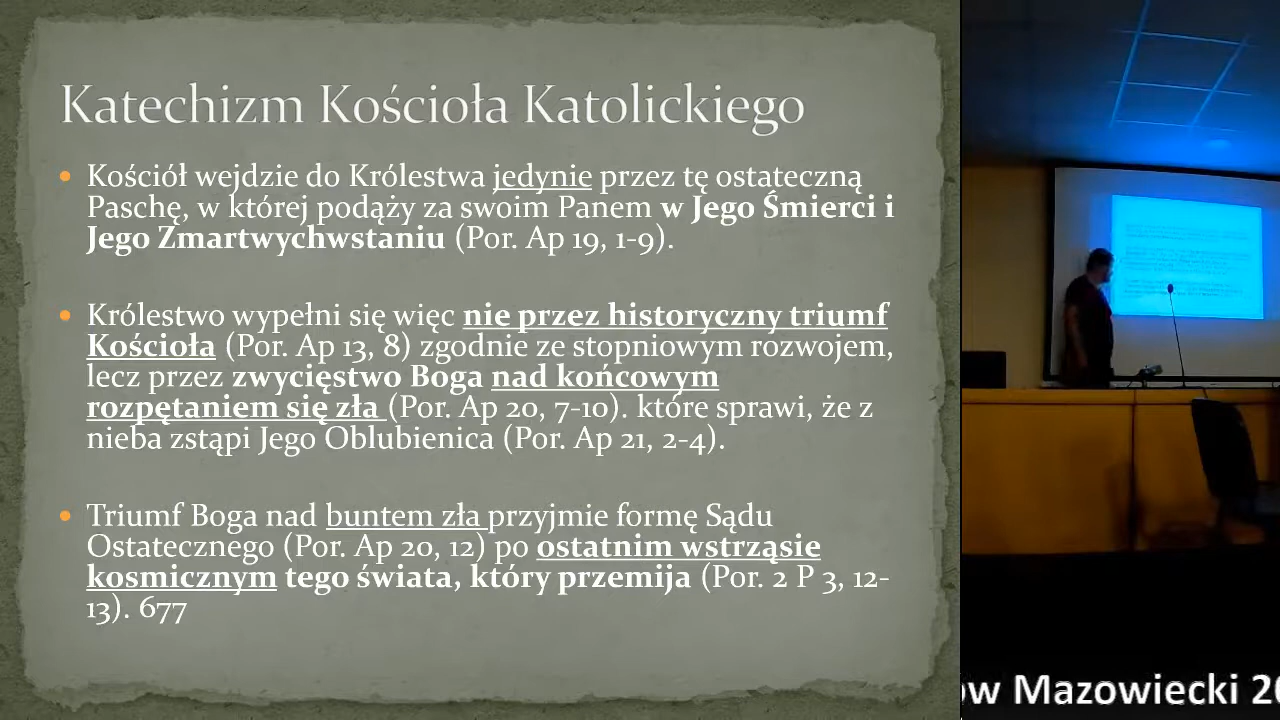 Katechizm Kościoła Katolickiego
• Kościół wejdzie do Królestwa jedynie przez tę ostateczną
Paschę, w której podąży za swoim Panem w Jego Śmierci i
Jego Zmartwychwstaniu (Por. Ap 19, 1-9).
• Królestwo wypełni się więc nie przez historyczny triumf
Kościoła (Por. Ap 13, 8) zgodnie ze stopniowym rozwojem,
lecz przez zwycięstwo Boga nad końcowym
rozpętaniem się zła (Por. Ap 20, 7-10). które sprawi, że z
nieba zstąpi Jego Oblubienica (Por. Ap 21, 2-4).
• Triumf Boga nad buntem zła przyjmie formę Sądu
Ostatecznego (Por. Ap 20, 12) po ostatnim wstrząsie
kosmicznym tego świata, który przemija (Por. 2 P 3, 12-
13). 677
Mazowiecki